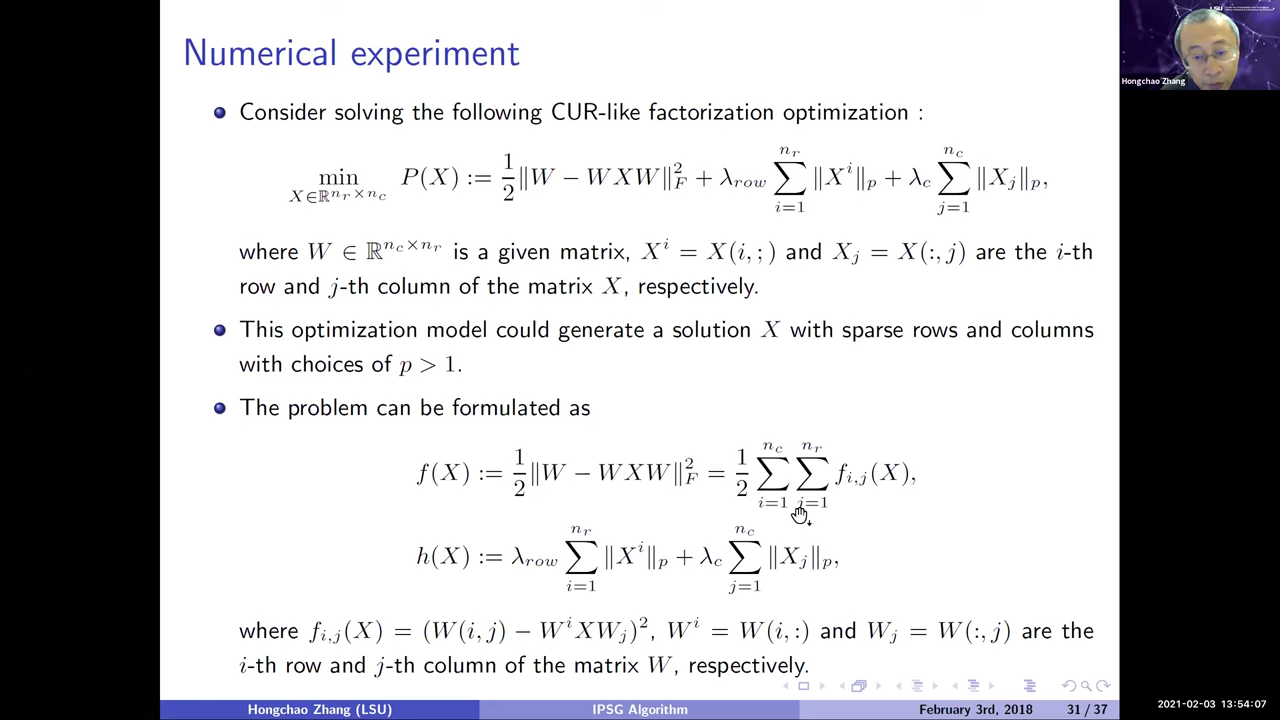 Numerical experiment
Consider solving the following CUR-like factorization optimization :
min_{X∈ℝ^{n_r×n_c}} P(X) := 1/2 ‖W − WXW‖_F^2 + λ_{row} ∑_{i=1}^{n_r} ‖X^i‖_p + λ_c ∑_{j=1}^{n_c} ‖X_j‖_p,
where W ∈ ℝ^{n_c×n_r} is a given matrix, X^i = X(i, ; ) and X_j = X(:, j) are the i-th
row and j-th column of the matrix X, respectively.
This optimization model could generate a solution X with sparse rows and columns
with choices of p > 1.
The problem can be formulated as
f(X) := 1/2 ‖W − WXW‖_F^2 = 1/2 ∑_{i=1}^{n_c} ∑_{j=1}^{n_r} f_{i,j}(X),
h(X) := λ_{row} ∑_{i=1}^{n_r} ‖X^i‖_p + λ_c ∑_{j=1}^{n_c} ‖X_j‖_p,
where f_{i,j}(X) = (W(i, j) − W^i X W_j)^2, W^i = W(i, :) and W_j = W(:, j) are the
i-th row and j-th column of the matrix W, respectively.
Hongchao Zhang (LSU) IPSG Algorithm February 3rd, 2018 31 / 37
LSU
Hongchao Zhang
2021-02-03 13:54:07